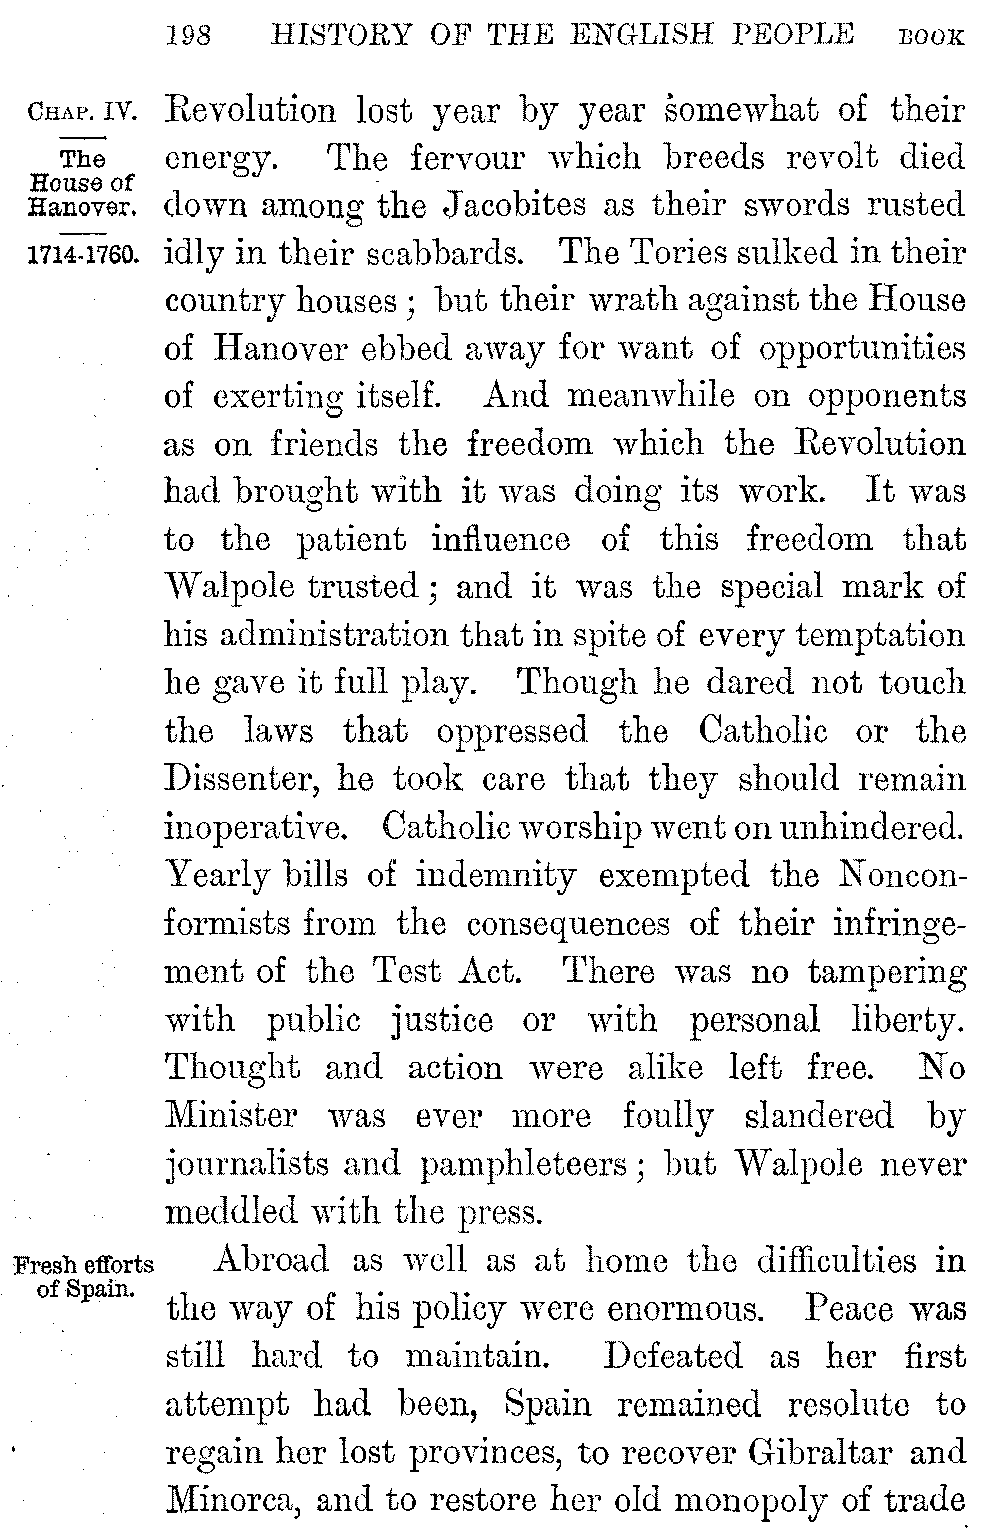 198 HISTORY OF THE ENGLISH PEOPLE BOOK
CHAP. IV.
The
House of
Hanover.
1714-1760.
Revolution lost year by year somewhat of their
energy. The fervour which breeds revolt died
down among the Jacobites as their swords rusted
idly in their scabbards. The Tories sulked in their
country houses; but their wrath against the House
of Hanover ebbed away for want of opportunities
of exerting itself. And meanwhile on opponents
as on friends the freedom which the Revolution
had brought with it was doing its work. It was
to the patient influence of this freedom that
Walpole trusted; and it was the special mark of
his administration that in spite of every temptation
he gave it full play. Though he dared not touch
the laws that oppressed the Catholic or the
Dissenter, he took care that they should remain
inoperative. Catholic worship went on unhindered.
Yearly bills of indemnity exempted the Noncon-
formists from the consequences of their infringe-
ment of the Test Act. There was no tampering
with public justice or with personal liberty.
Thought and action were alike left free. No
Minister was ever more foully slandered by
journalists and pamphleteers; but Walpole never
meddled with the press.
Fresh efforts
of Spain.
Abroad as well as at home the difficulties in
the way of his policy were enormous. Peace was
still hard to maintain. Defeated as her first
attempt had been, Spain remained resolute to
regain her lost provinces, to recover Gibraltar and
Minorca, and to restore her old monopoly of trade